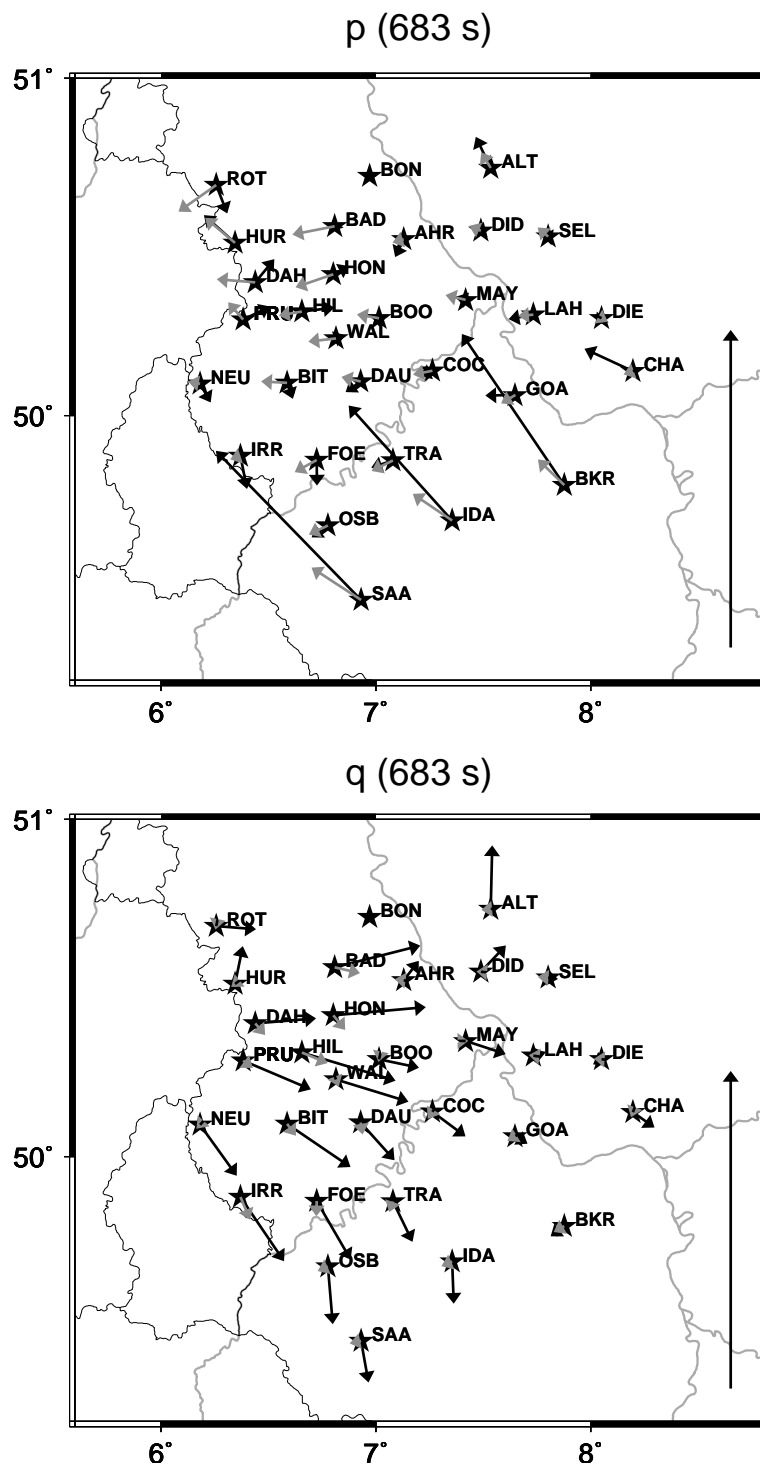 p (683 s)
51°
ALT
BON
ROT
BAD
DID
AHR
SEL
HUR
HON
DAH
MAY
HIL
PRU
BOO
LAH
DIE
WAL
COC
CHA
NEU
BIT
DAU
GOA
50°
IRR
FOE
TRA
BKR
OSB
IDA
SAA
6°
7°
8°
q (683 s)
51°
ALT
BON
ROT
BAD
DID
AHR
SEL
HUR
HON
DAH
MAY
HIL
PRU
BOO
LAH
DIE
WAL
COC
CHA
NEU
BIT
DAU
GOA
50°
IRR
FOE
TRA
BKR
OSB
IDA
SAA
6°
7°
8°